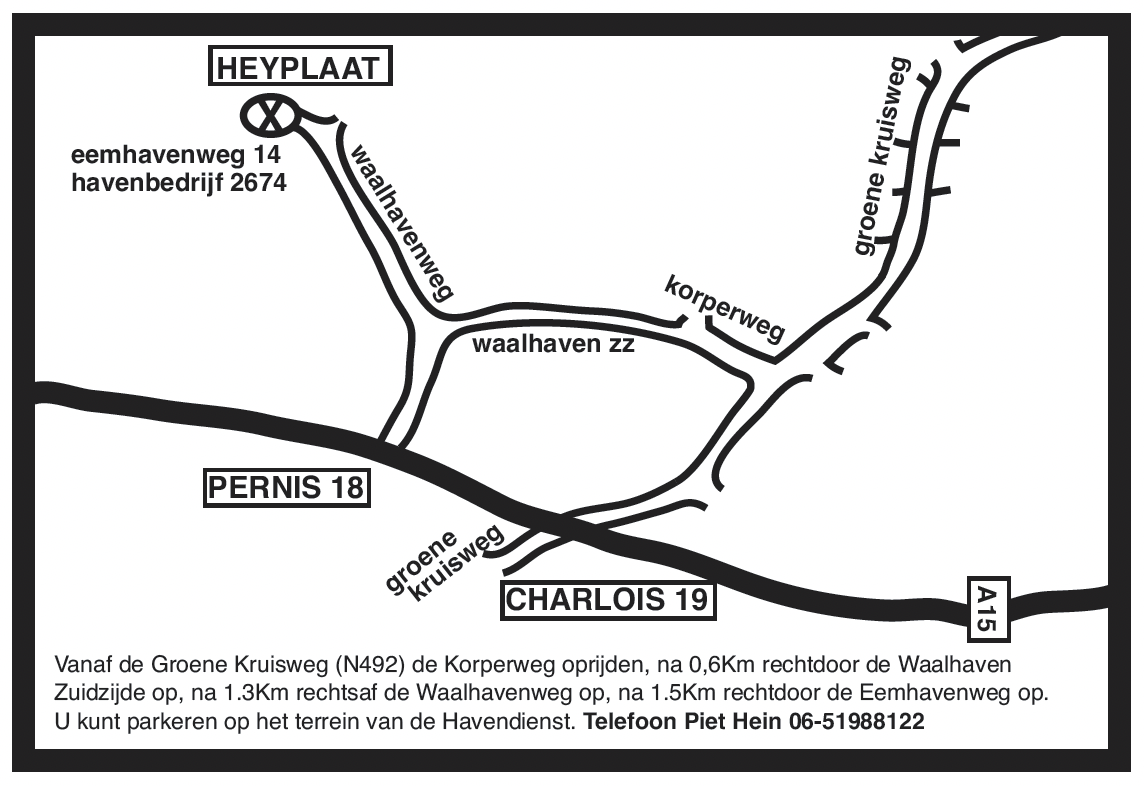 HEYPLAAT
eemhavenweg 14
havenbedrijf 2674
waalhavenweg
groene kruisweg
korperweg
waalhaven zz
PERNIS 18
groene
kruisweg
CHARLOIS 19
A15
Vanaf de Groene Kruisweg (N492) de Korperweg oprijden, na 0,6Km rechtdoor de Waalhaven
Zuidzijde op, na 1.3Km rechtsaf de Waalhavenweg op, na 1.5Km rechtdoor de Eemhavenweg op.
U kunt parkeren op het terrein van de Havendienst. Telefoon Piet Hein 06-51988122